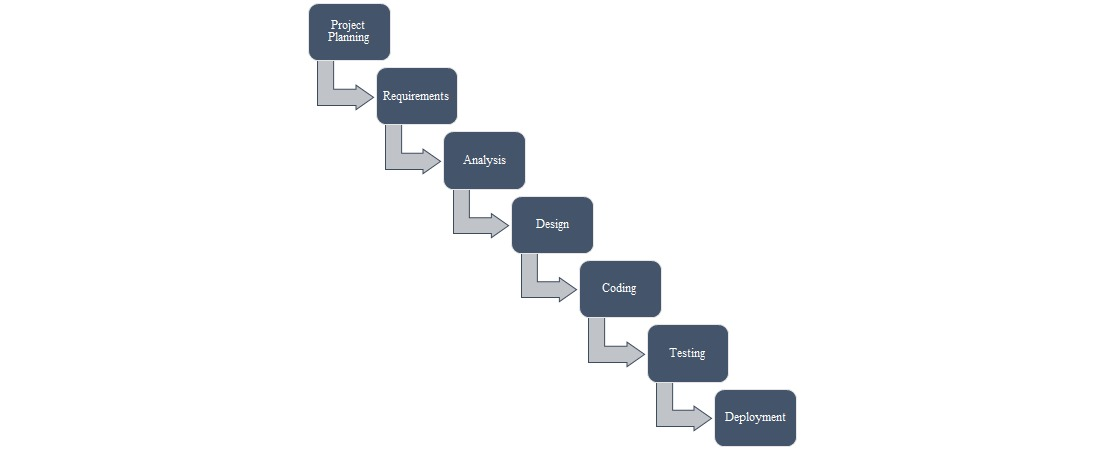 Project
Planning
Requirements
Analysis
Design
Coding
Testing
Deployment